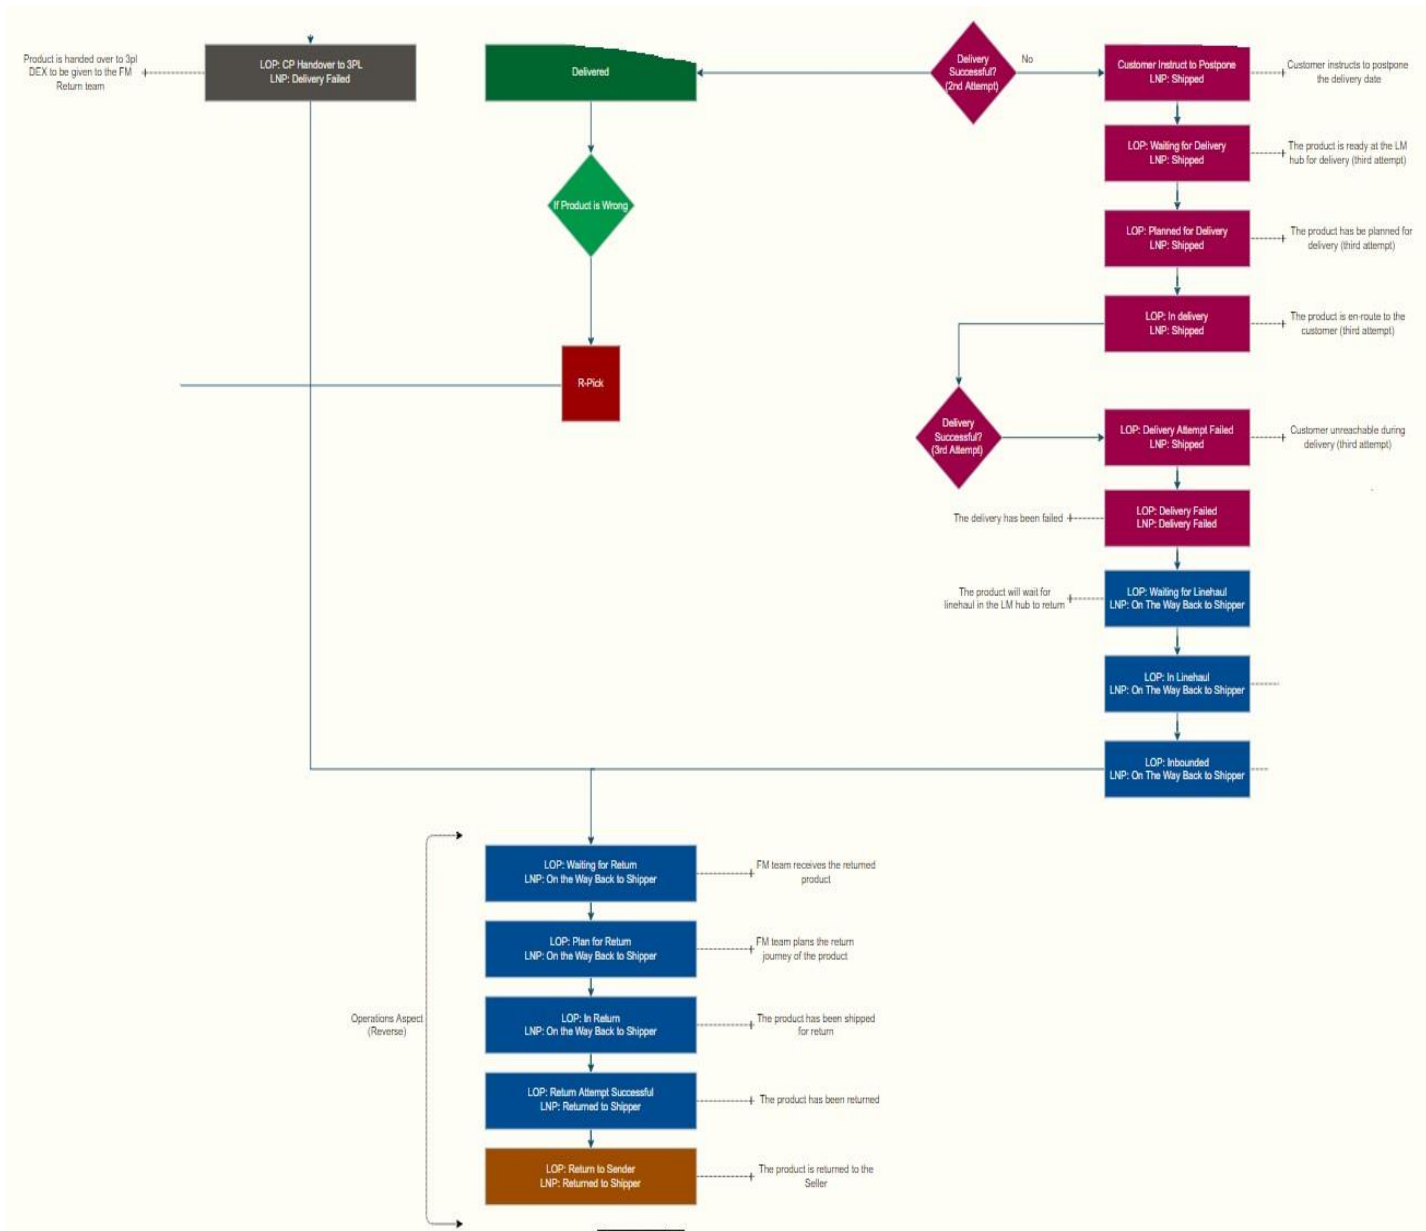 Product is handed over to 3pl
DEX to be given to the FM
Return team
LOP: CP Handover to 3PL
LNP: Delivery Failed
Delivered
Delivery
Successful?
(2nd Attempt)
No
Customer Instruct to Postpone
LNP: Shipped
Customer instructs to postpone
the delivery date
LOP: Waiting for Delivery
LNP: Shipped
The product is ready at the LM
hub for delivery (third attempt)
If Product is Wrong
LOP: Planned for Delivery
LNP: Shipped
The product has be planned for
delivery (third attempt)
LOP: In delivery
LNP: Shipped
The product is en-route to the
customer (third attempt)
R-Pick
Delivery
Successful?
(3rd Attempt)
LOP: Delivery Attempt Failed
LNP: Shipped
Customer unreachable during
delivery (third attempt)
The delivery has been failed
LOP: Delivery Failed
LNP: Delivery Failed
The product will wait for
linehaul in the LM hub to return
LOP: Waiting for Linehaul
LNP: On The Way Back to Shipper
LOP: In Linehaul
LNP: On The Way Back to Shipper
LOP: Inbounded
LNP: On The Way Back to Shipper
LOP: Waiting for Return
LNP: On the Way Back to Shipper
FM team receives the returned
product
LOP: Plan for Return
LNP: On the Way Back to Shipper
FM team plans the return
journey of the product
Operations Aspect
(Reverse)
LOP: In Return
LNP: On the Way Back to Shipper
The product has been shipped
for return
LOP: Return Attempt Successful
LNP: Returned to Shipper
The product has been returned
LOP: Return to Sender
LNP: Returned to Shipper
The product is returned to the
Seller